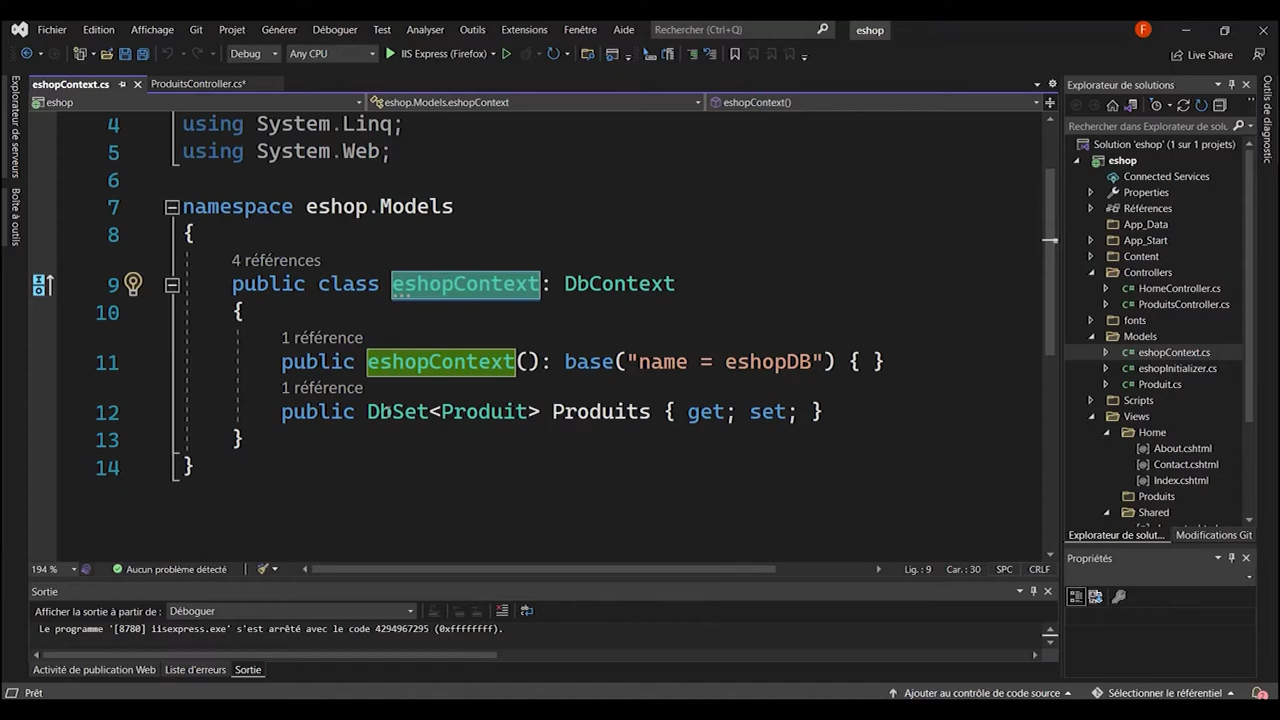 Fichier Edition Affichage Git Projet Générer Déboguer Test Analyser Outils Extensions Fenêtre Aide Rechercher (Ctrl+Q) eshop F
Debug Any CPU IIS Express (Firefox) Live Share
eshopContext.cs ProduitsController.cs*
eshop eshop.Models.eshopContext eshopContext()
Explorateur de serveurs
Boîte à outils
4 using System.Linq;
5 using System.Web;
6
7 namespace eshop.Models
8 {
4 références
9 public class eshopContext: DbContext
10 {
1 référence
11 public eshopContext(): base("name = eshopDB") { }
1 référence
12 public DbSet<Produit> Produits { get; set; }
13 }
14 }
194 % Aucun problème détecté Lig. : 9 Car. : 30 SPC CRLF
Sortie
Afficher la sortie à partir de : Déboguer
Le programme '[8780] iisexpress.exe' s'est arrêté avec le code 4294967295 (0xffffffff).
Activité de publication Web Liste d'erreurs Sortie
Explorateur de solutions
Rechercher dans Explorateur de solu
Solution 'eshop' (1 sur 1 projets)
eshop
Connected Services
Properties
Références
App_Data
App_Start
Content
Controllers
HomeController.cs
ProduitsController.cs
fonts
Models
eshopContext.cs
eshopInitializer.cs
Produit.cs
Scripts
Views
Home
About.cshtml
Contact.cshtml
Index.cshtml
Produits
Shared
Explorateur de solut... Modifications Git
Propriétés
Outils de diagnostic
Prêt Ajouter au contrôle de code source Sélectionner le référentiel 2